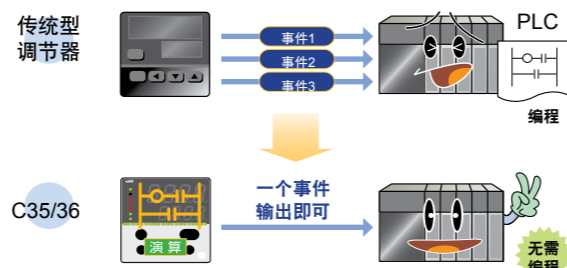 传统型
调节器
事件1
事件2
事件3
PLC
编程
C35/36
演算
一个事件
输出即可
无需
编程